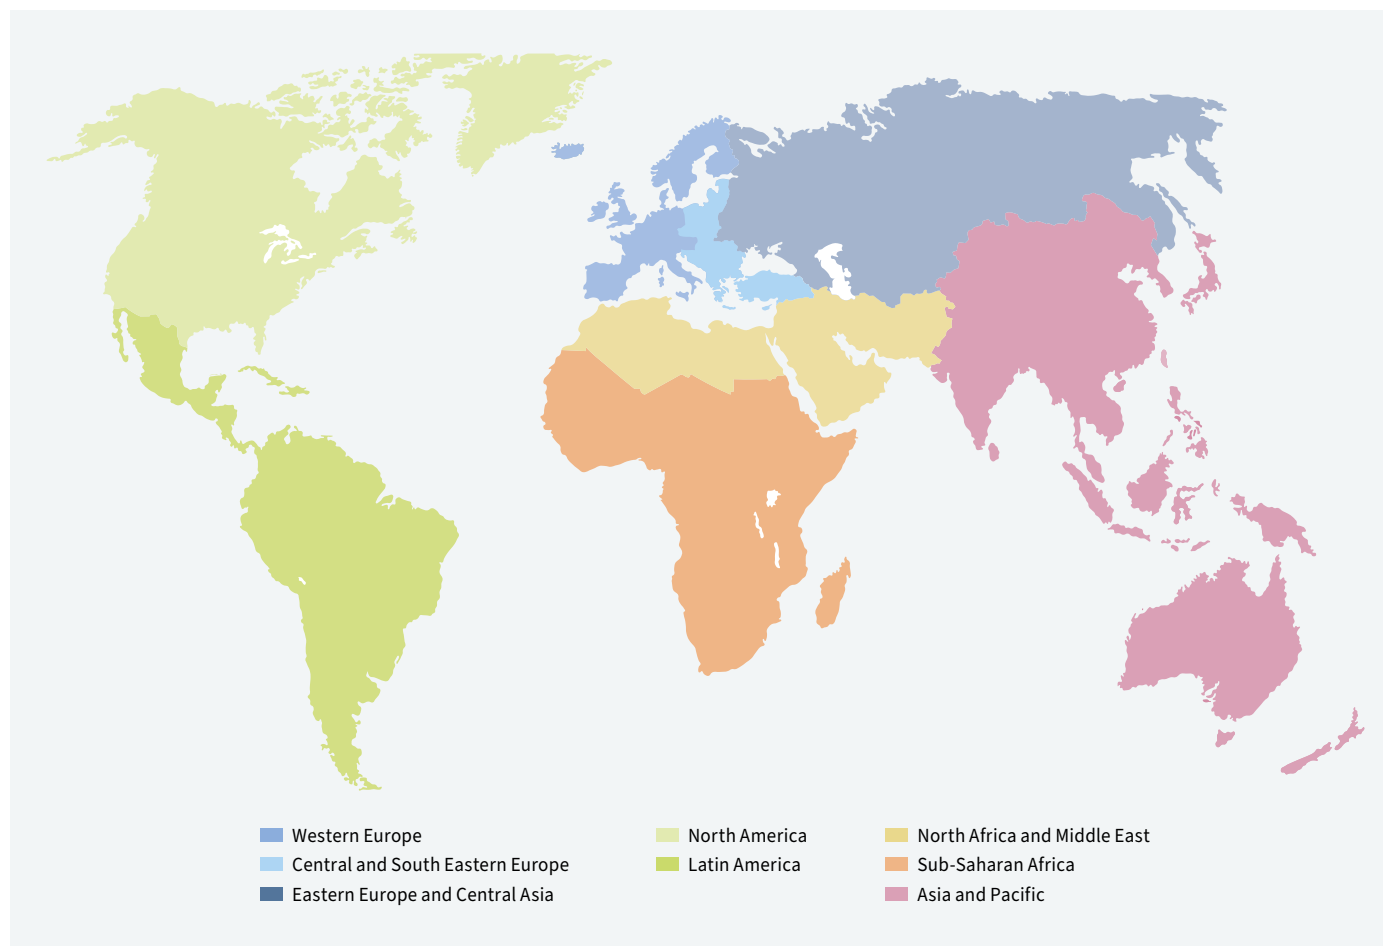 Western Europe
Central and South Eastern Europe
Eastern Europe and Central Asia
North America
Latin America
North Africa and Middle East
Sub-Saharan Africa
Asia and Pacific